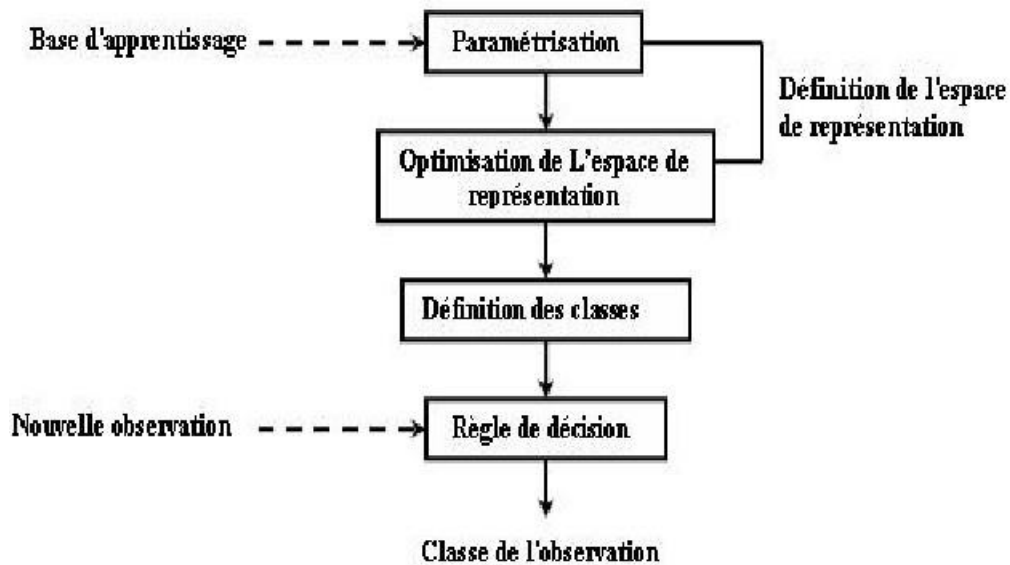 Base d'apprentissage
Paramétrisation
Définition de l'espace
de représentation
Optimisation de L'espace de
représentation
Définition des classes
Nouvelle observation
Règle de décision
Classe de l'observation